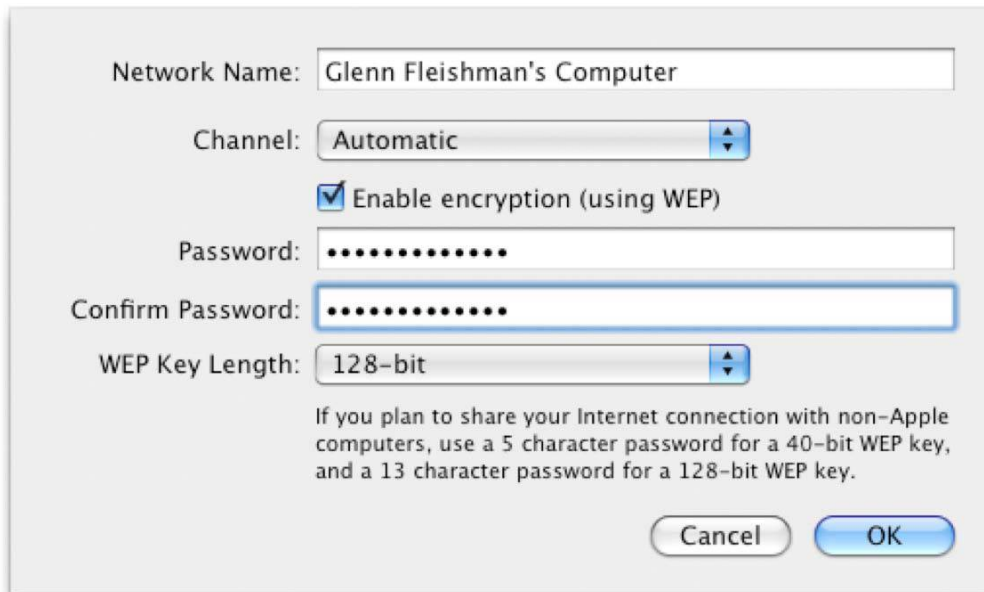 Network Name: Glenn Fleishman's Computer
Channel: Automatic
Enable encryption (using WEP)
Password: •••••••••••••
Confirm Password: •••••••••••••
WEP Key Length: 128-bit
If you plan to share your Internet connection with non-Apple
computers, use a 5 character password for a 40-bit WEP key,
and a 13 character password for a 128-bit WEP key.
Cancel OK